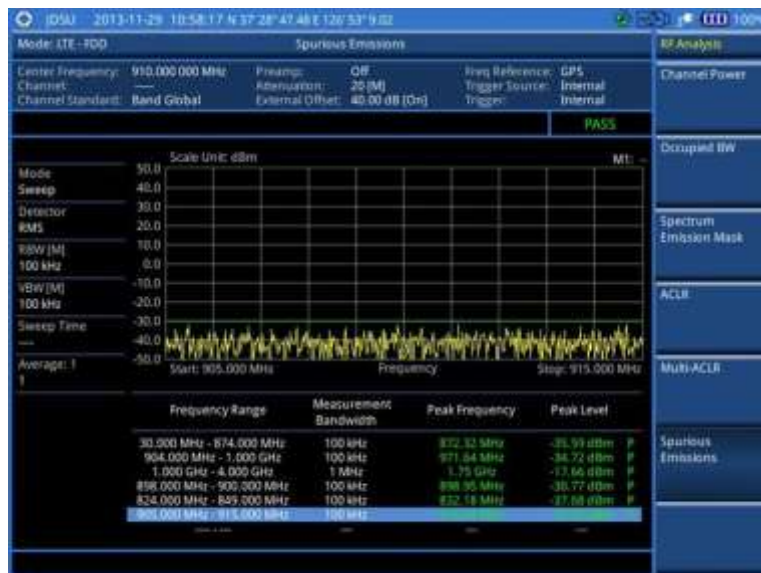 JDSU 2013-11-29 10:58:17 N 37°28'47.46 E 126°53'9.02 100%
Mode: LTE - FDD Spurious Emissions RF Analysis
Center Frequency: 910.000 000 MHz Preamp: Off Freq Reference: GPS
Channel: ---- Attenuation: 20 [M] Trigger Source: Internal
Channel Standard: Band Global External Offset: 40.00 dB [On] Trigger: Internal
PASS
Channel Power
Occupied BW
Spectrum
Emission Mask
ACLR
Multi-ACLR
Spurious
Emissions
Scale Unit: dBm M1: --
Mode
Sweep
Detector
RMS
RBW [M]
100 kHz
VBW [M]
100 kHz
Sweep Time
---
Average: 1
1
50.0
40.0
30.0
20.0
10.0
0.0
-10.0
-20.0
-30.0
-40.0
-50.0
Start: 905.000 MHz Frequency Stop: 915.000 MHz
Frequency Range Measurement Bandwidth Peak Frequency Peak Level
30.000 MHz - 874.000 MHz 100 kHz 872.32 MHz -35.59 dBm P
904.000 MHz - 1.000 GHz 100 kHz 971.64 MHz -34.72 dBm P
1.000 GHz - 4.000 GHz 1 MHz 1.75 GHz -17.66 dBm P
898.000 MHz - 900.000 MHz 100 kHz 898.95 MHz -38.77 dBm P
824.000 MHz - 849.000 MHz 100 kHz 832.18 MHz -37.68 dBm P
905.000 MHz - 915.000 MHz 100 kHz
---- - --- --- --- ---